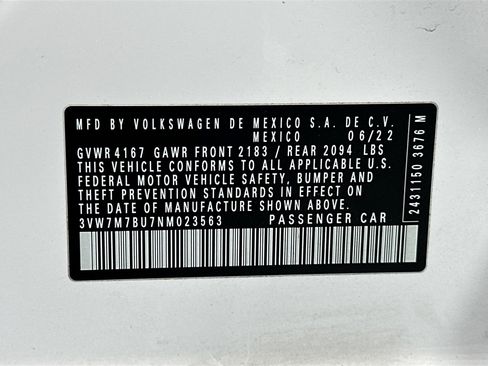 MFD BY VOLKSWAGEN DE MEXICO S.A. DE C.V.
MEXICO 06/22
GVWR 4167 GAWR FRONT 2183 / REAR 2094 LBS
THIS VEHICLE CONFORMS TO ALL APPLICABLE U.S.
FEDERAL MOTOR VEHICLE SAFETY, BUMPER AND
THEFT PREVENTION STANDARDS IN EFFECT ON
THE DATE OF MANUFACTURE SHOWN ABOVE.
3VW7M7BU7NM023563 PASSENGER CAR
2431150 3676 M